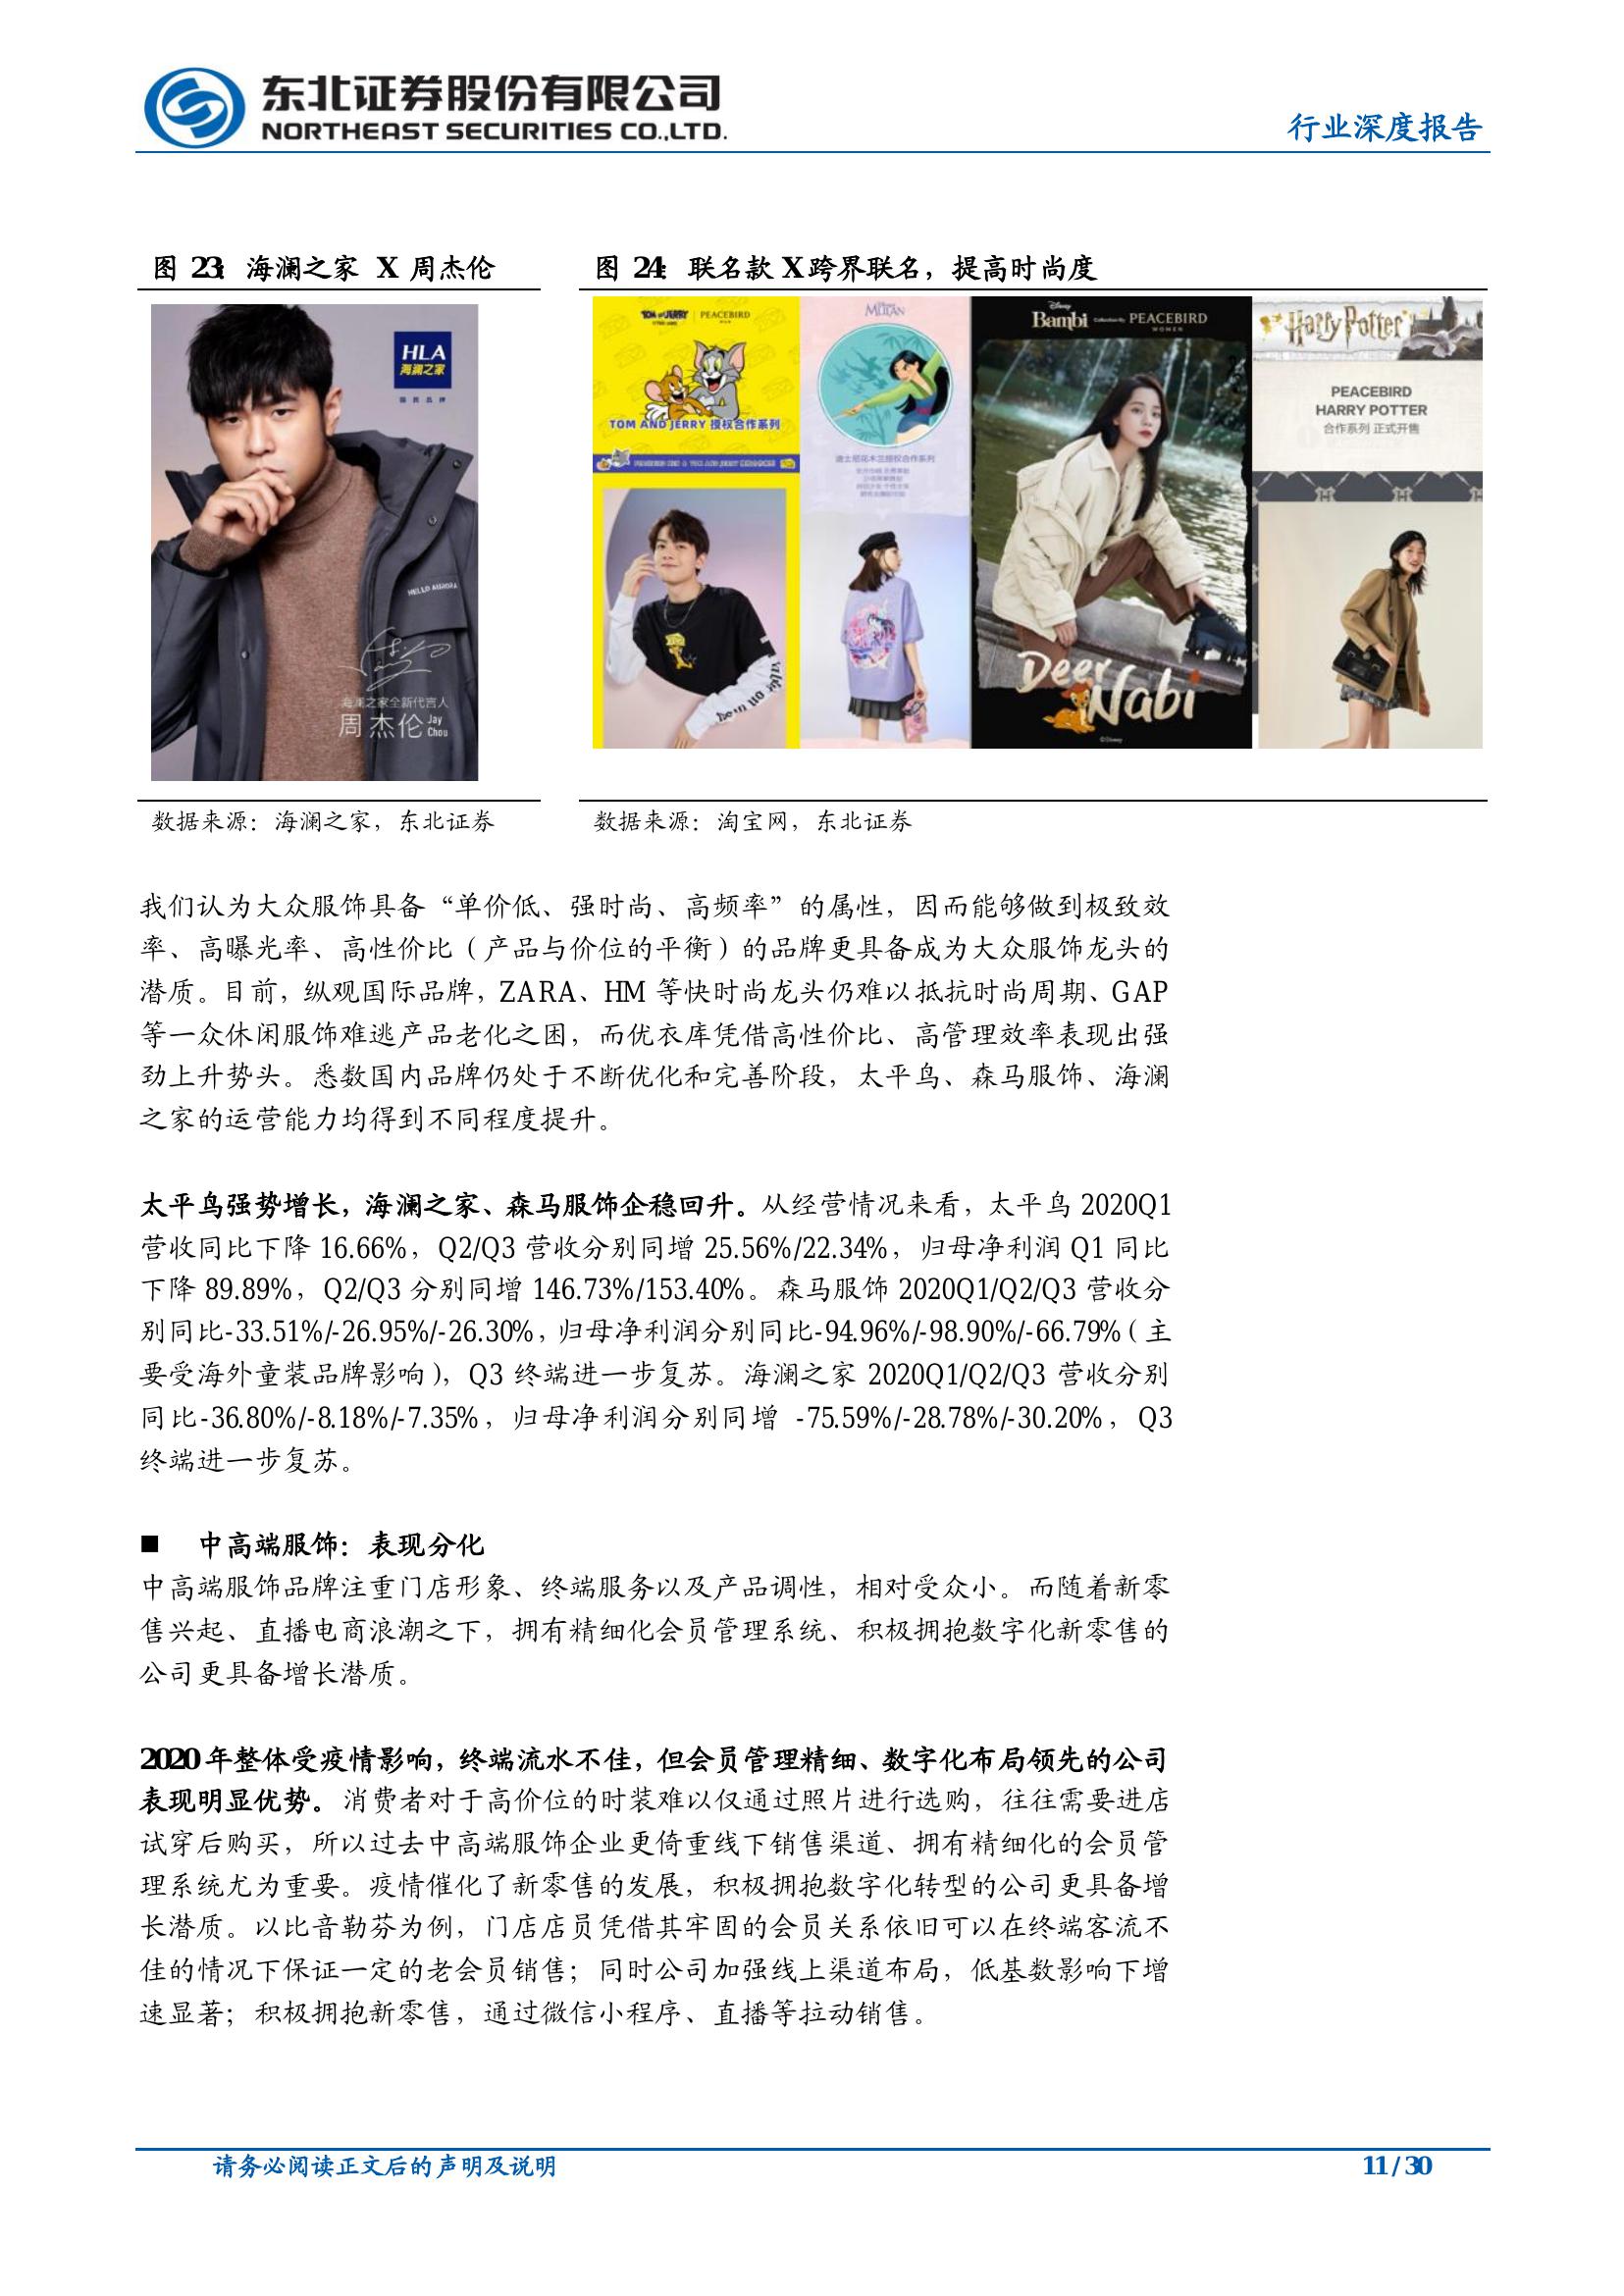 东北证券股份有限公司
NORTHEAST SECURITIES CO.,LTD.
行业深度报告
图 23: 海澜之家 X 周杰伦
图 24: 联名款 X 跨界联名，提高时尚度
HLA
海澜之家
国民品牌
HELLO AURORA
海澜之家全新代言人
周杰伦 Jay Chou
TOM AND JERRY | PEACEBIRD
TOM AND JERRY 授权合作系列
MULAN
迪士尼花木兰授权合作系列
Disney
Bambi Collection By PEACEBIRD
WOMEN
Deer Nabi
©Disney
Harry Potter
PEACEBIRD
HARRY POTTER
合作系列 正式开售
数据来源：海澜之家，东北证券
数据来源：淘宝网，东北证券
我们认为大众服饰具备“单价低、强时尚、高频率”的属性，因而能够做到极致效
率、高曝光率、高性价比（产品与价位的平衡）的品牌更具备成为大众服饰龙头的
潜质。目前，纵观国际品牌，ZARA、HM 等快时尚龙头仍难以抵抗时尚周期、GAP
等一众休闲服饰难逃产品老化之困，而优衣库凭借高性价比、高管理效率表现出强
劲上升势头。悉数国内品牌仍处于不断优化和完善阶段，太平鸟、森马服饰、海澜
之家的运营能力均得到不同程度提升。
太平鸟强势增长，海澜之家、森马服饰企稳回升。从经营情况来看，太平鸟 2020Q1
营收同比下降 16.66%，Q2/Q3 营收分别同增 25.56%/22.34%，归母净利润 Q1 同比
下降 89.89%，Q2/Q3 分别同增 146.73%/153.40%。森马服饰 2020Q1/Q2/Q3 营收分
别同比-33.51%/-26.95%/-26.30%，归母净利润分别同比-94.96%/-98.90%/-66.79%（主
要受海外童装品牌影响），Q3 终端进一步复苏。海澜之家 2020Q1/Q2/Q3 营收分别
同比-36.80%/-8.18%/-7.35%，归母净利润分别同增 -75.59%/-28.78%/-30.20%，Q3
终端进一步复苏。
■ 中高端服饰：表现分化
中高端服饰品牌注重门店形象、终端服务以及产品调性，相对受众小。而随着新零
售兴起、直播电商浪潮之下，拥有精细化会员管理系统、积极拥抱数字化新零售的
公司更具备增长潜质。
2020 年整体受疫情影响，终端流水不佳，但会员管理精细、数字化布局领先的公司
表现明显优势。消费者对于高价位的时装难以仅通过照片进行选购，往往需要进店
试穿后购买，所以过去中高端服饰企业更倚重线下销售渠道、拥有精细化的会员管
理系统尤为重要。疫情催化了新零售的发展，积极拥抱数字化转型的公司更具备增
长潜质。以比音勒芬为例，门店店员凭借其牢固的会员关系依旧可以在终端客流不
佳的情况下保证一定的老会员销售；同时公司加强线上渠道布局，低基数影响下增
速显著；积极拥抱新零售，通过微信小程序、直播等拉动销售。
请务必阅读正文后的声明及说明
11 / 30